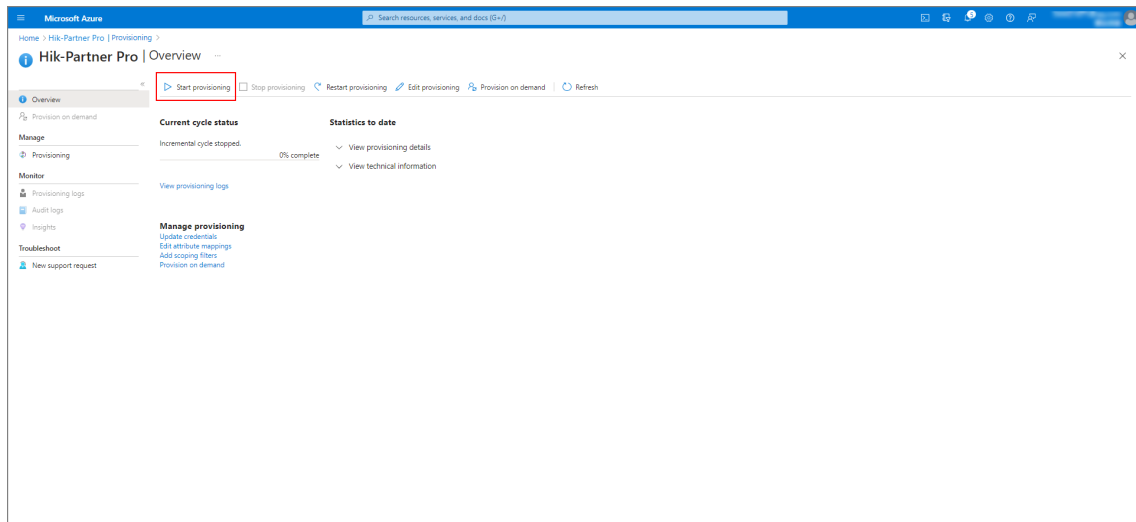 Microsoft Azure
Search resources, services, and docs (G+/)
Home > Hik-Partner Pro | Provisioning >
Hik-Partner Pro | Overview ...
Start provisioning Stop provisioning Restart provisioning Edit provisioning Provision on demand Refresh
Overview
Provision on demand
Manage
Provisioning
Monitor
Provisioning logs
Audit logs
Insights
Troubleshoot
New support request
Current cycle status
Incremental cycle stopped.
0% complete
View provisioning logs
Statistics to date
View provisioning details
View technical information
Manage provisioning
Update credentials
Edit attribute mappings
Add scoping filters
Provision on demand